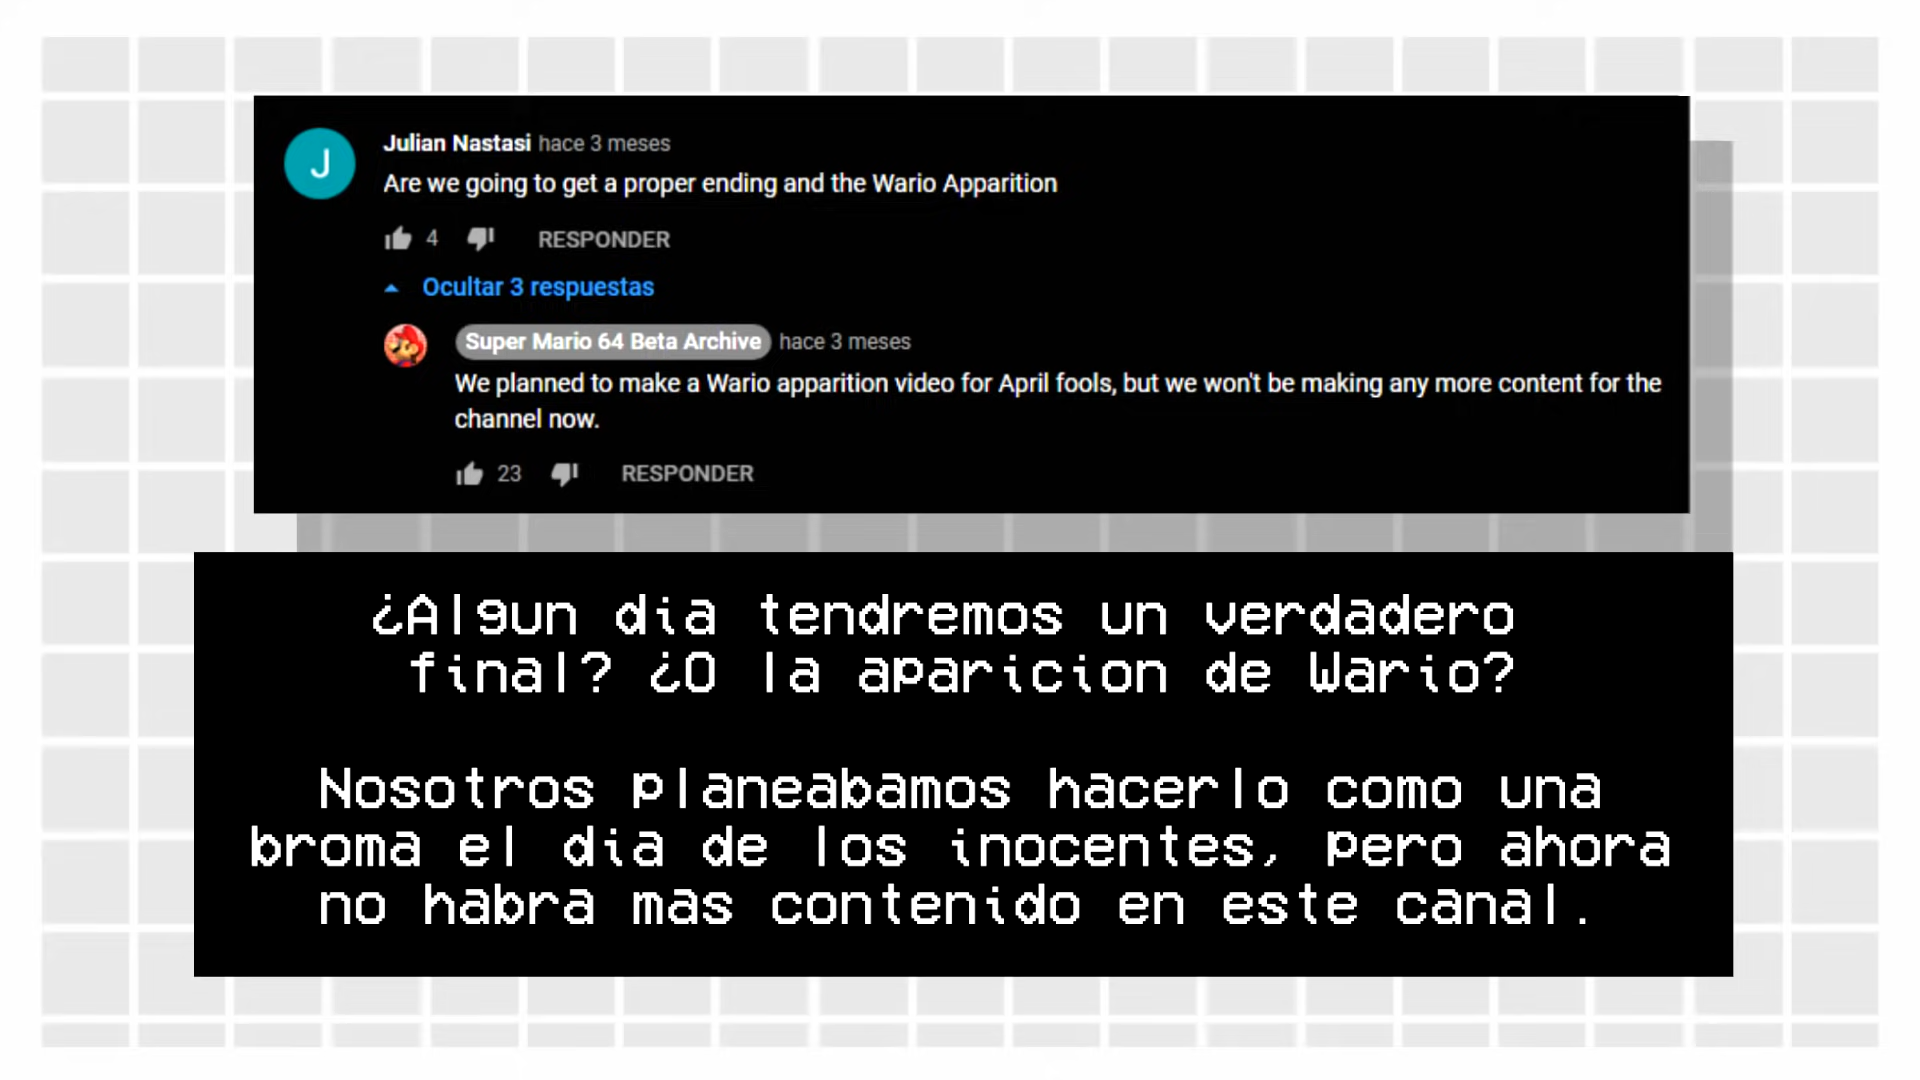 J
Julian Nastasi hace 3 meses
Are we going to get a proper ending and the Wario Apparition
4 RESPONDER
Ocultar 3 respuestas
Super Mario 64 Beta Archive hace 3 meses
We planned to make a Wario apparition video for April fools, but we won't be making any more content for the
channel now.
23 RESPONDER
¿Algun dia tendremos un verdadero
final? ¿O la aparicion de Wario?
Nosotros planeabamos hacerlo como una
broma el dia de los inocentes, pero ahora
no habra mas contenido en este canal.